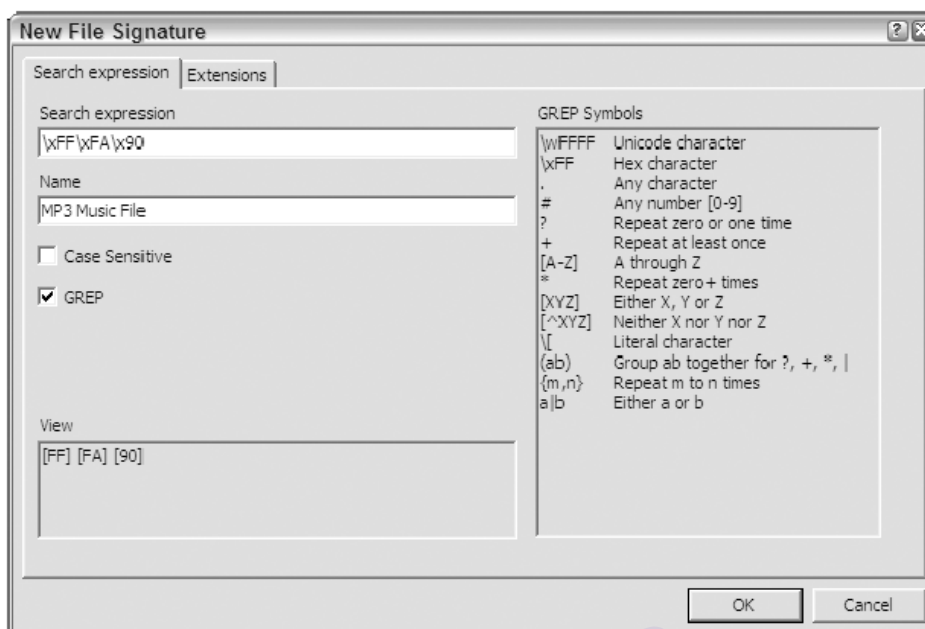 New File Signature
Search expression
Extensions
Search expression
\xFF\xFA\x90
Name
MP3 Music File
Case Sensitive
GREP
View
[FF] [FA] [90]
GREP Symbols
\wFFFF Unicode character
\xFF Hex character
. Any character
# Any number [0-9]
? Repeat zero or one time
+ Repeat at least once
[A-Z] A through Z
* Repeat zero+ times
[XYZ] Either X, Y or Z
[^XYZ] Neither X nor Y nor Z
\[ Literal character
(ab) Group ab together for ?, +, *, |
{m,n} Repeat m to n times
a|b Either a or b
OK
Cancel